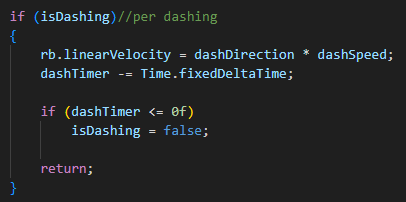 if (isDashing)//per dashing
{
    rb.linearVelocity = dashDirection * dashSpeed;
    dashTimer -= Time.fixedDeltaTime;

    if (dashTimer <= 0f)
        isDashing = false;

    return;
}